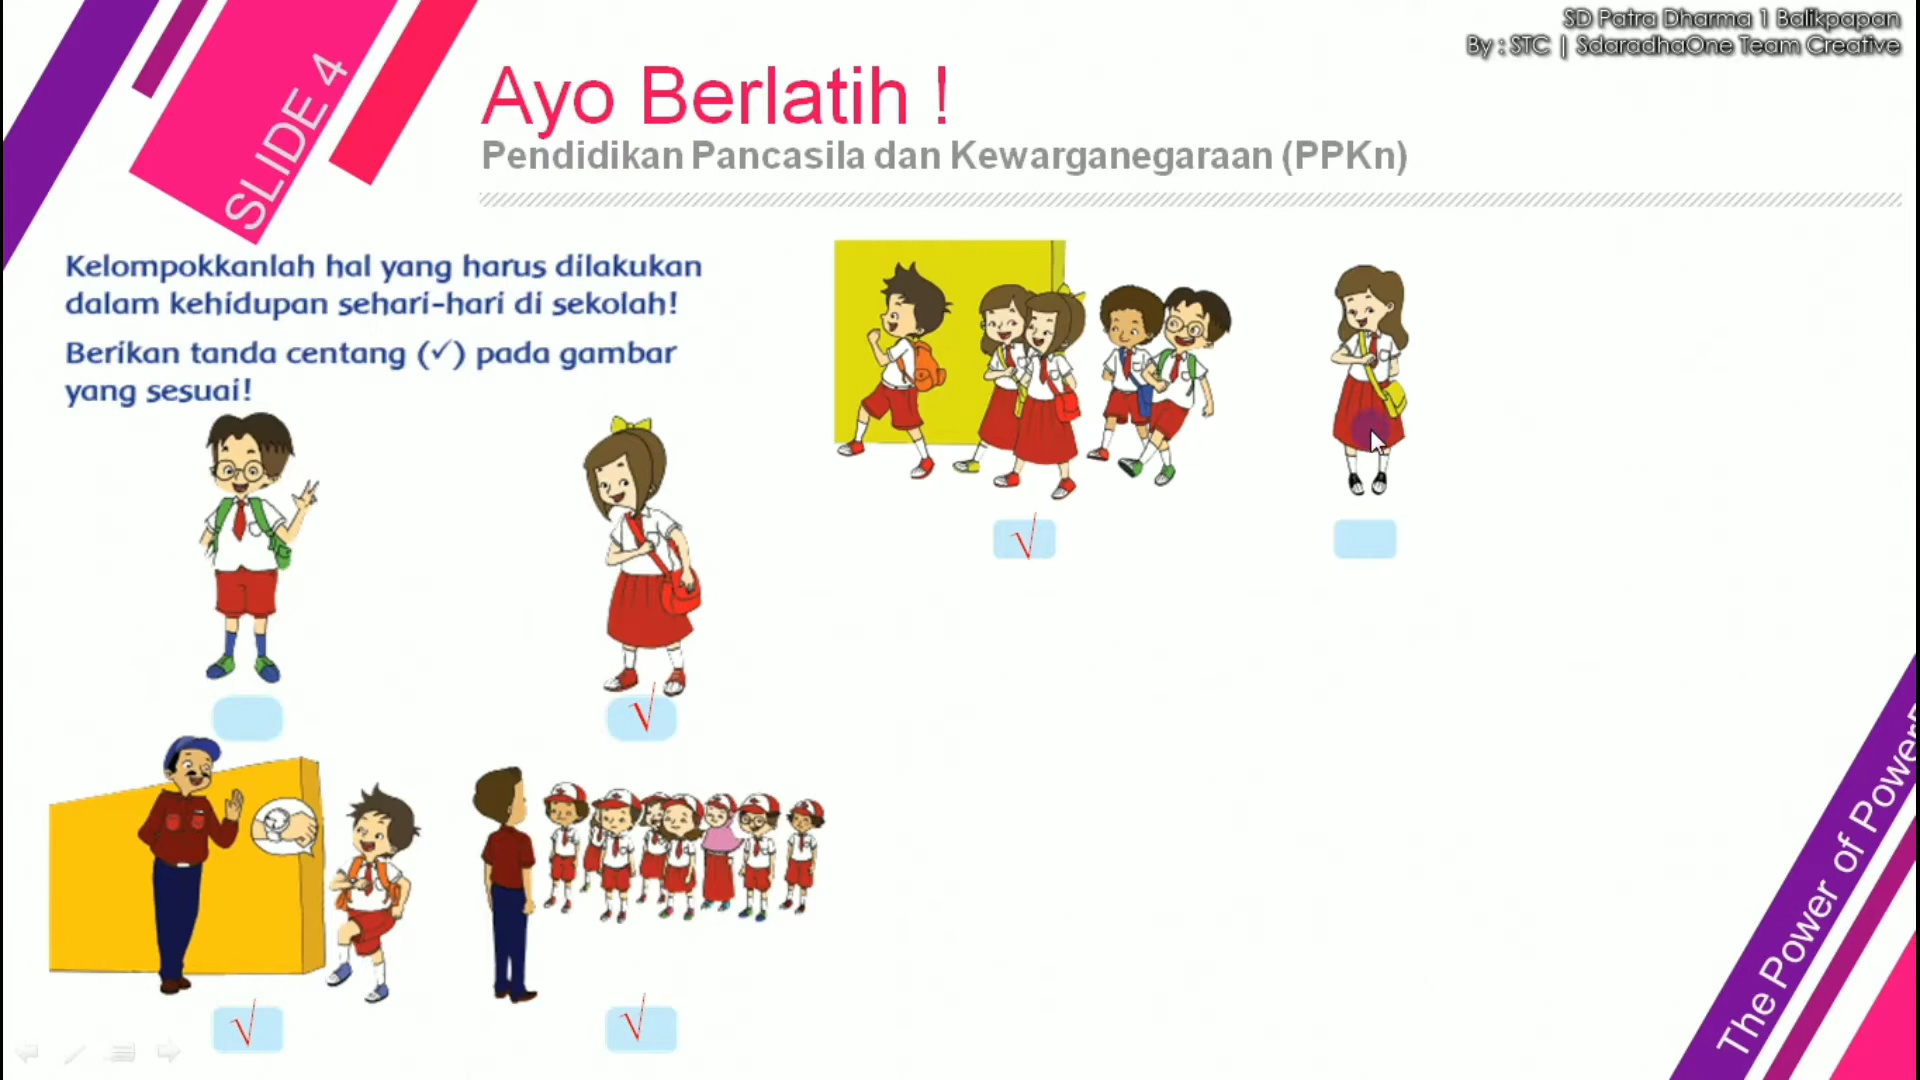 SD Patra Dharma 1 Balikpapan
By : STC | SdaradhaOne Team Creative
SLIDE 4
Ayo Berlatih !
Pendidikan Pancasila dan Kewarganegaraan (PPKn)
Kelompokkanlah hal yang harus dilakukan
dalam kehidupan sehari-hari di sekolah!
Berikan tanda centang (✓) pada gambar
yang sesuai!
√
√
√
√
The Power of